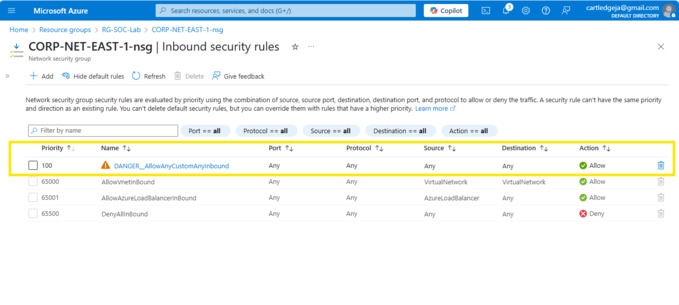 Microsoft Azure
Search resources, services, and docs (G+/)
Copilot
3
cartledgeja@gmail.com
DEFAULT DIRECTORY
Home > Resource groups > RG-SOC-Lab > CORP-NET-EAST-1-nsg
CORP-NET-EAST-1-nsg | Inbound security rules
Network security group
Add Hide default rules Refresh Delete Give feedback
Network security group security rules are evaluated by priority using the combination of source, source port, destination, destination port, and protocol to allow or deny the traffic. A security rule can't have the same priority
and direction as an existing rule. You can't delete default security rules, but you can override them with rules that have a higher priority. Learn more
Filter by name Port == all Protocol == all Source == all Destination == all Action == all
Priority Name Port Protocol Source Destination Action
100 DANGER__AllowAnyCustomAnyInbound Any Any Any Any Allow
65000 AllowVnetInBound Any Any VirtualNetwork VirtualNetwork Allow
65001 AllowAzureLoadBalancerInBound Any Any AzureLoadBalancer Any Allow
65500 DenyAllInBound Any Any Any Any Deny